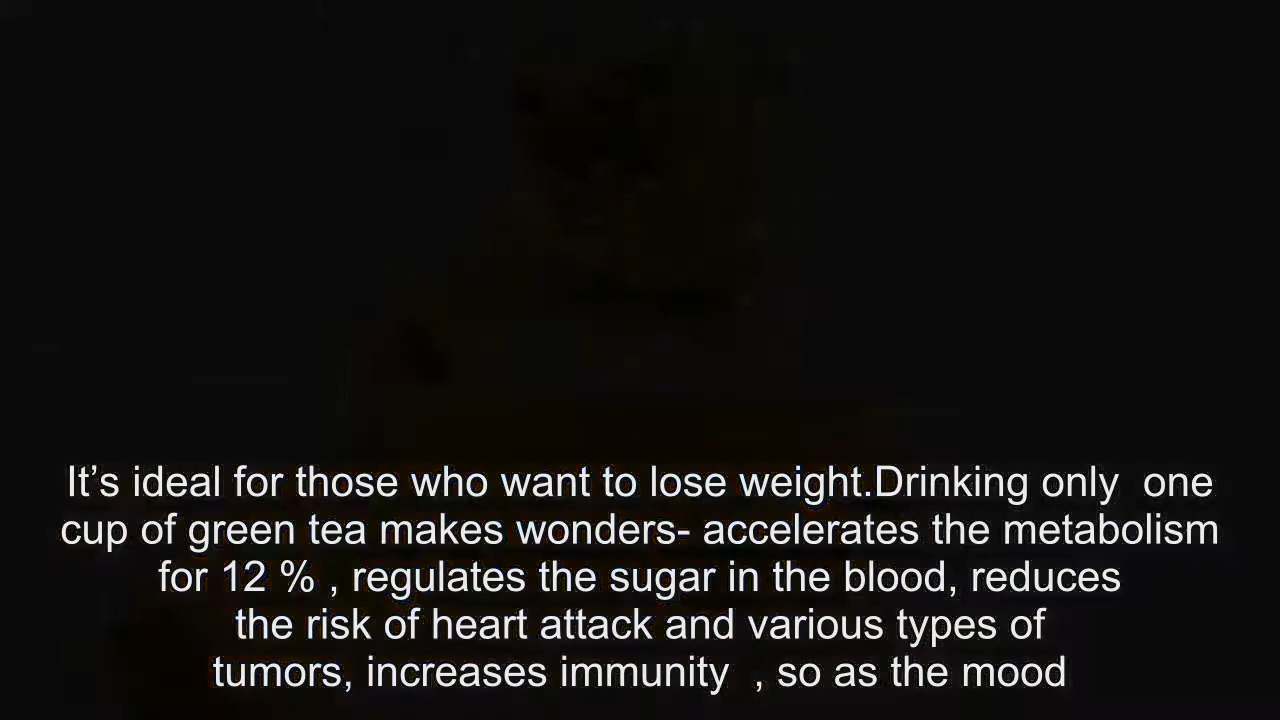 It’s ideal for those who want to lose weight.Drinking only  one
cup of green tea makes wonders- accelerates the metabolism
for 12 % , regulates the sugar in the blood, reduces
the risk of heart attack and various types of
tumors, increases immunity  , so as the mood